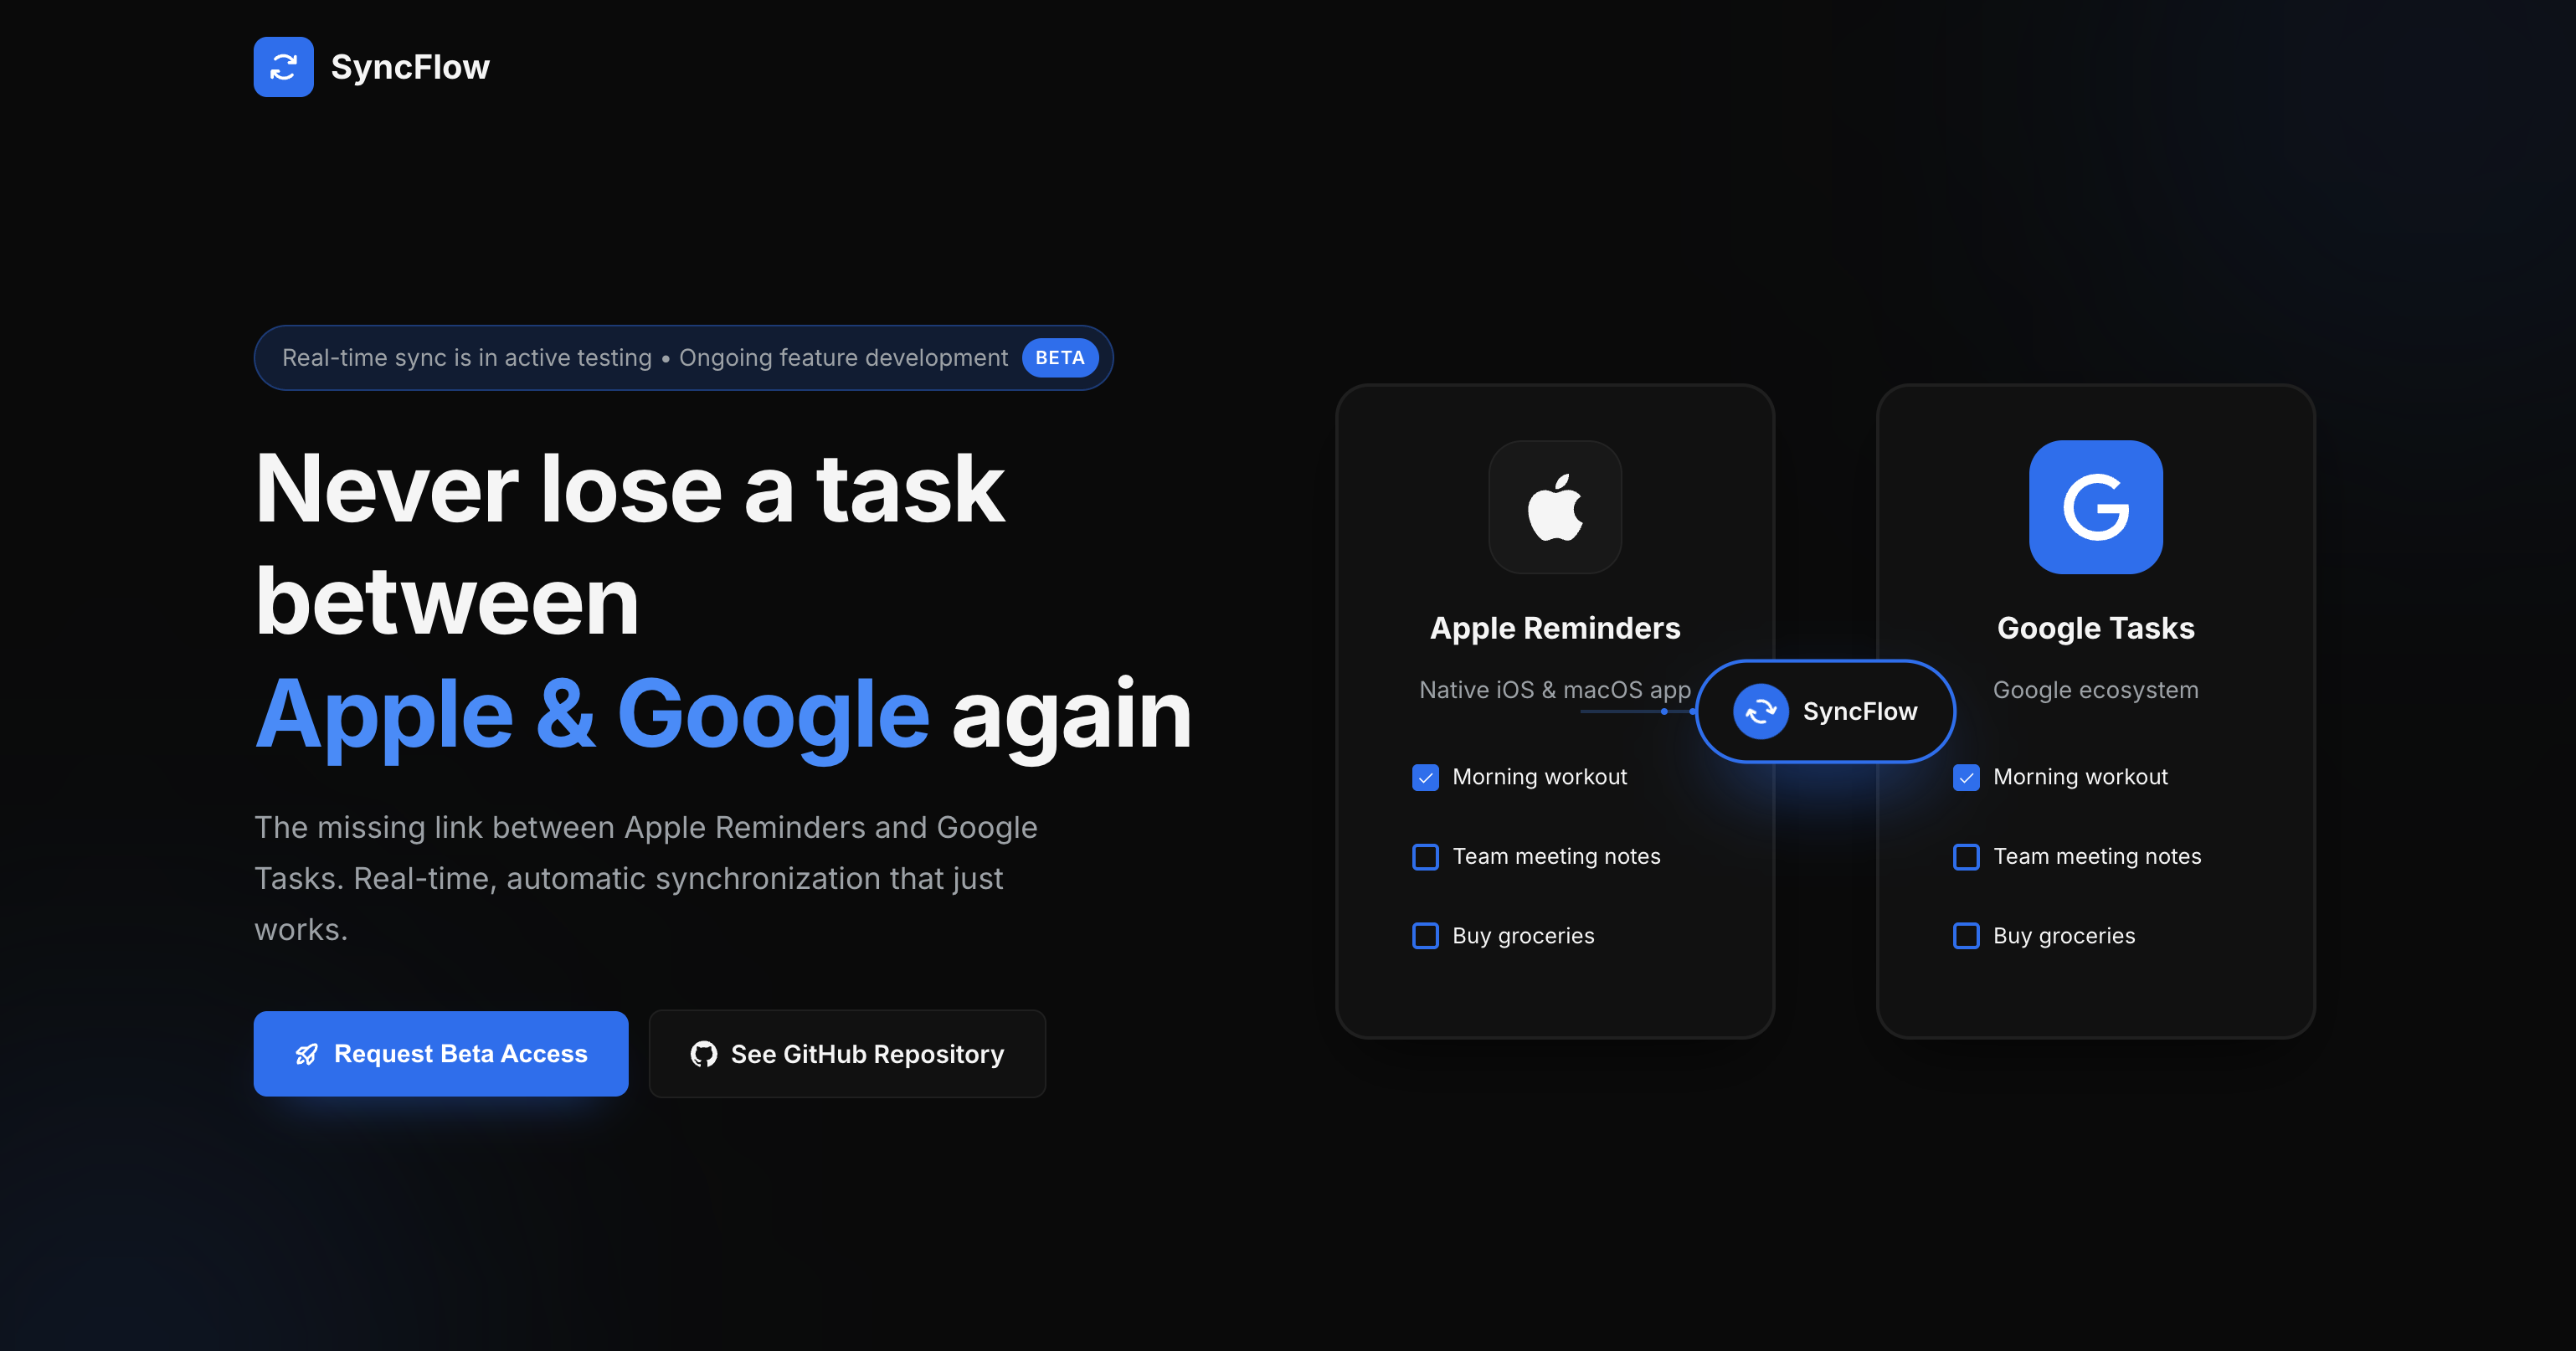 SyncFlow
Real-time sync is in active testing • Ongoing feature development BETA
Never lose a task
between
Apple & Google again
The missing link between Apple Reminders and Google
Tasks. Real-time, automatic synchronization that just
works.
Request Beta Access
See GitHub Repository
Apple Reminders
Native iOS & macOS app
Morning workout
Team meeting notes
Buy groceries
SyncFlow
Google Tasks
Google ecosystem
Morning workout
Team meeting notes
Buy groceries